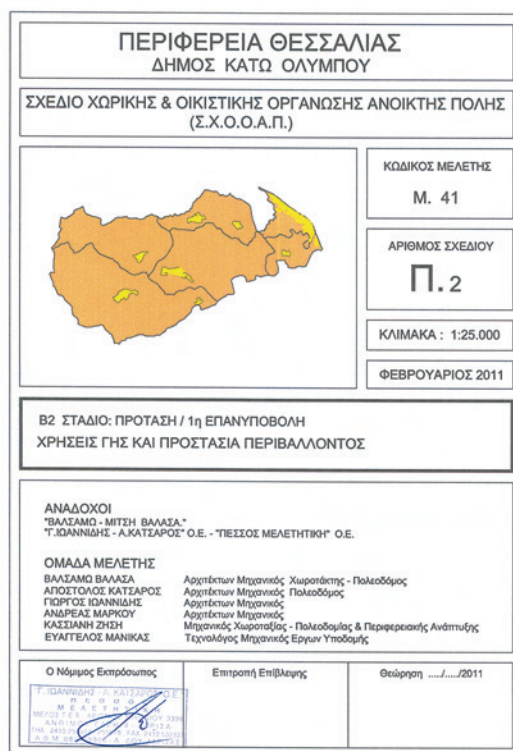 ΠΕΡΙΦΕΡΕΙΑ ΘΕΣΣΑΛΙΑΣ
ΔΗΜΟΣ ΚΑΤΩ ΟΛΥΜΠΟΥ
ΣΧΕΔΙΟ ΧΩΡΙΚΗΣ & ΟΙΚΙΣΤΙΚΗΣ ΟΡΓΑΝΩΣΗΣ ΑΝΟΙΚΤΗΣ ΠΟΛΗΣ
(Σ.Χ.Ο.Ο.Α.Π.)
ΚΩΔΙΚΟΣ ΜΕΛΕΤΗΣ
Μ. 41
ΑΡΙΘΜΟΣ ΣΧΕΔΙΟΥ
Π.2
ΚΛΙΜΑΚΑ : 1:25.000
ΦΕΒΡΟΥΑΡΙΟΣ 2011
Β2 ΣΤΑΔΙΟ: ΠΡΟΤΑΣΗ / 1η ΕΠΑΝΥΠΟΒΟΛΗ
ΧΡΗΣΕΙΣ ΓΗΣ ΚΑΙ ΠΡΟΣΤΑΣΙΑ ΠΕΡΙΒΑΛΛΟΝΤΟΣ
ΑΝΑΔΟΧΟΙ
"ΒΑΛΣΑΜΩ - ΜΙΤΣΗ ΒΑΛΑΣΑ."
"Γ.ΙΩΑΝΝΙΔΗΣ - Α.ΚΑΤΣΑΡΟΣ" Ο.Ε. - "ΠΕΣΣΟΣ ΜΕΛΕΤΗΤΙΚΗ" Ο.Ε.
ΟΜΑΔΑ ΜΕΛΕΤΗΣ
ΒΑΛΣΑΜΩ ΒΑΛΑΣΑ Αρχιτέκτων Μηχανικός Χωροτάκτης - Πολεοδόμος
ΑΠΟΣΤΟΛΟΣ ΚΑΤΣΑΡΟΣ Αρχιτέκτων Μηχανικός Πολεοδόμος
ΓΙΩΡΓΟΣ ΙΩΑΝΝΙΔΗΣ Αρχιτέκτων Μηχανικός
ΑΝΔΡΕΑΣ ΜΑΡΚΟΥ Αρχιτέκτων Μηχανικός
ΚΑΣΣΙΑΝΗ ΖΗΣΗ Μηχανικός Χωροταξίας - Πολεοδομίας & Περιφερειακής Ανάπτυξης
ΕΥΑΓΓΕΛΟΣ ΜΑΝΙΚΑΣ Τεχνολόγος Μηχανικός Εργων Υποδομής
Ο Νόμιμος Εκπρόσωπος Επιτροπή Επίβλεψης Θεώρηση ...../...../2011
Γ. ΙΩΑΝΝΙΔΗΣ - Α. ΚΑΤΣΑΡΟΣ Ο.Ε.